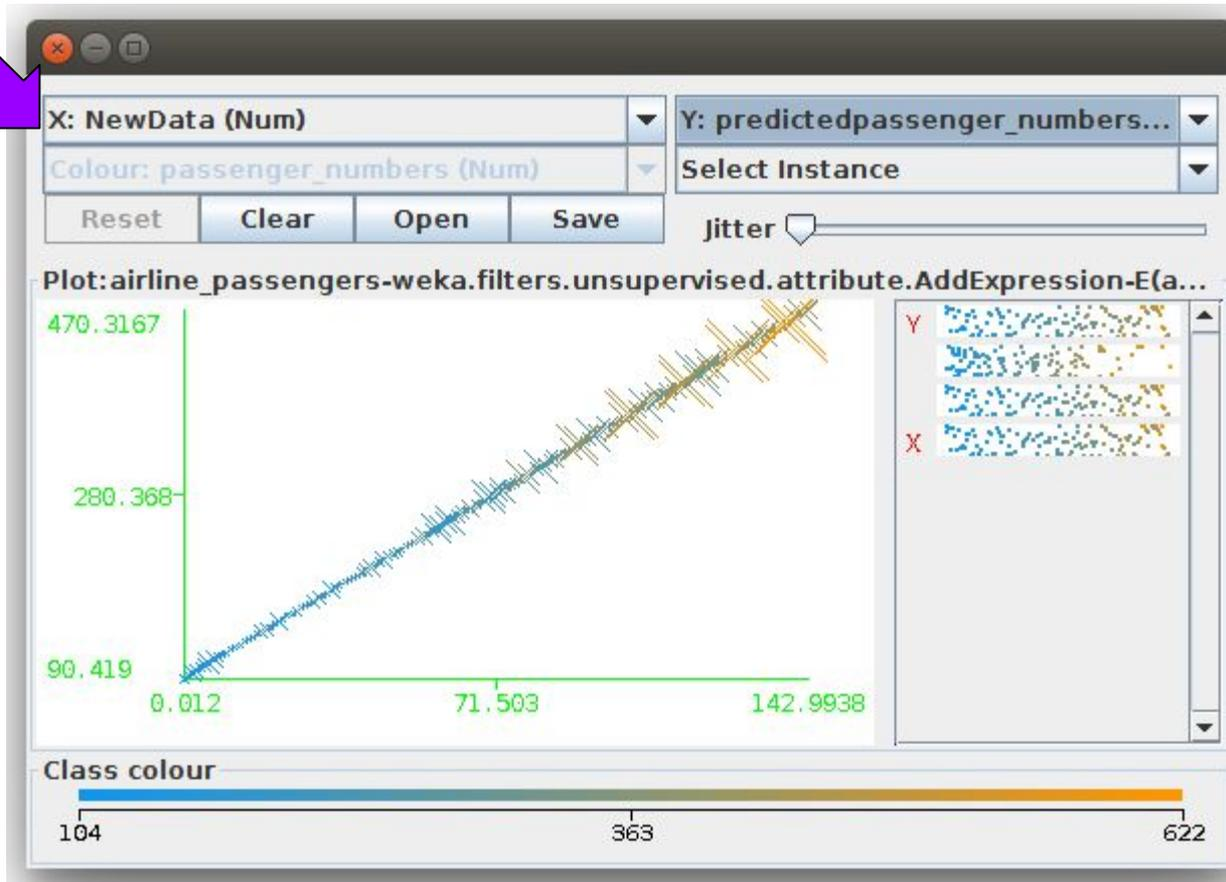 X: NewData (Num)
Y: predictedpassenger_numbers...
Colour: passenger_numbers (Num)
Select Instance
Reset
Clear
Open
Save
Jitter
Plot:airline_passengers-weka.filters.unsupervised.attribute.AddExpression-E(a...
470.3167
280.368
90.419
0.012
71.503
142.9938
Y
X
Class colour
104
363
622